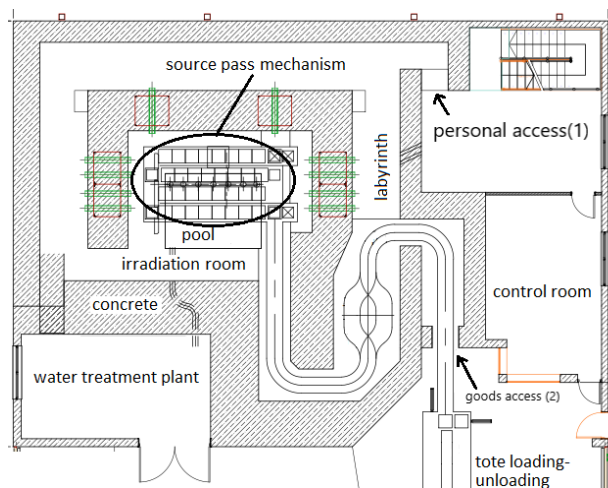 source pass mechanism
personal access(1)
labyrinth
pool
irradiation room
concrete
control room
water treatment plant
goods access (2)
tote loading-
unloading